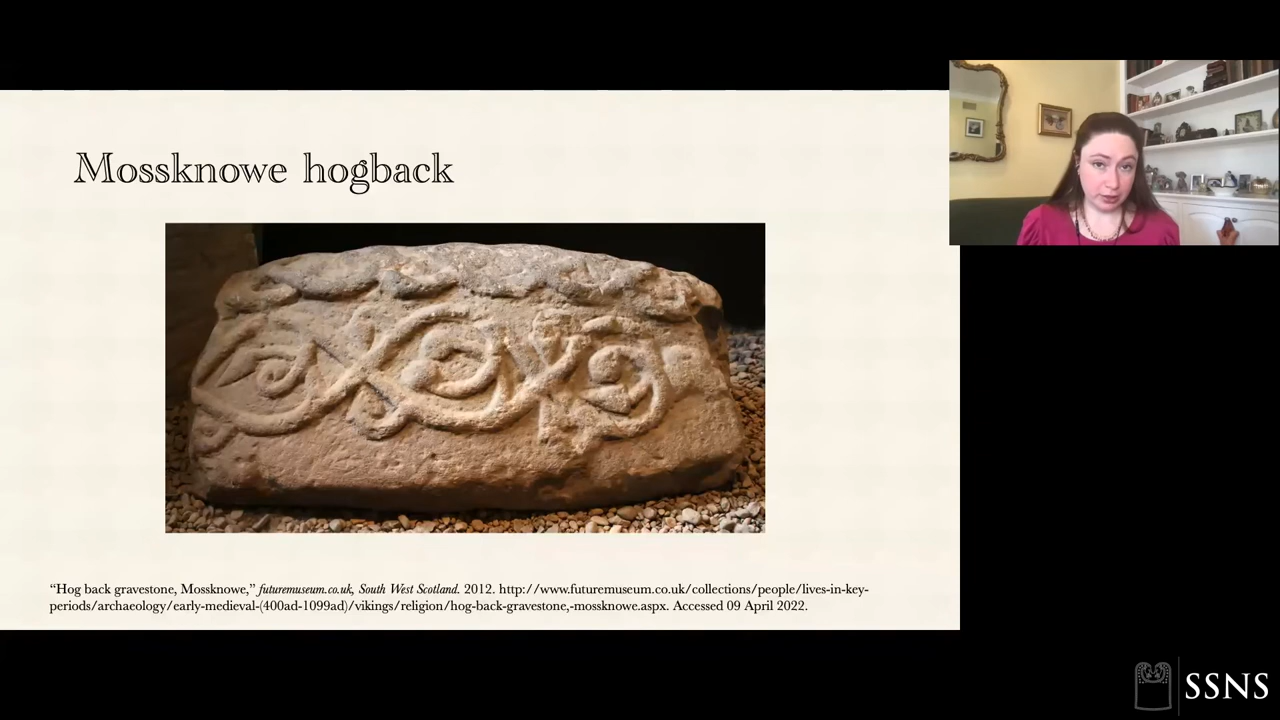 Mossknowe hogback
“Hog back gravestone, Mossknowe,” futuremuseum.co.uk, South West Scotland. 2012. http://www.futuremuseum.co.uk/collections/people/lives-in-key-
periods/archaeology/early-medieval-(400ad-1099ad)/vikings/religion/hog-back-gravestone,-mossknowe.aspx. Accessed 09 April 2022.
SSNS